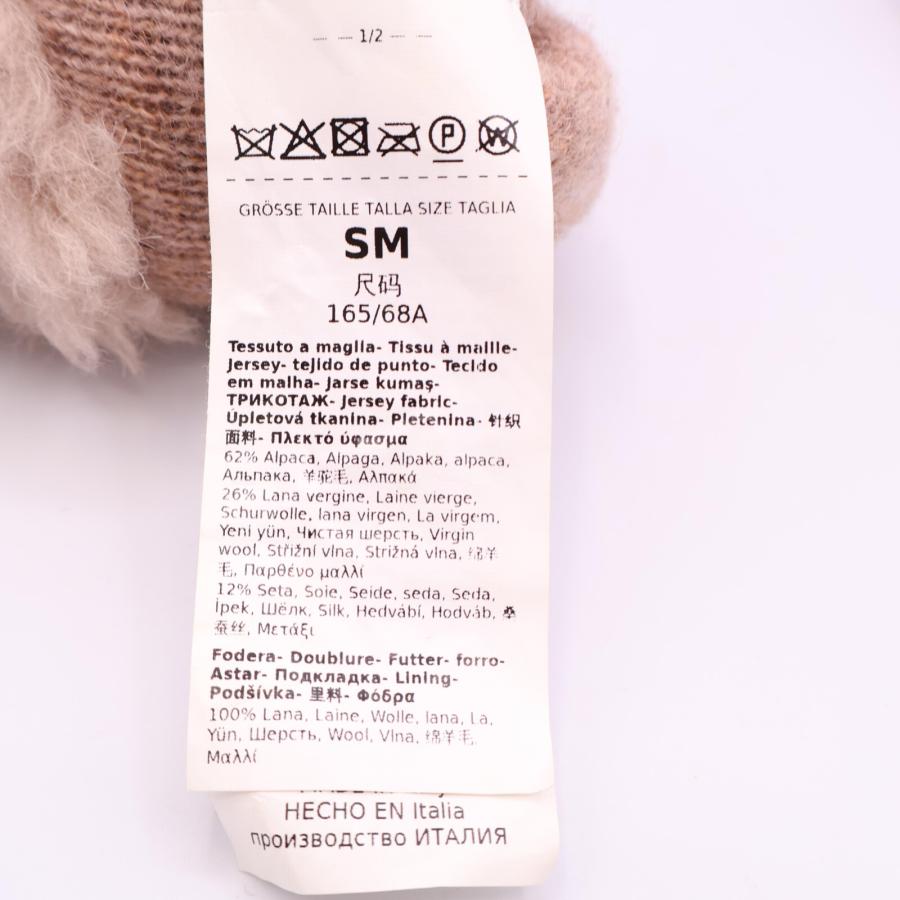 1/2
P W
GRÖSSE TAILLE TALLA SIZE TAGLIA
SM
尺码
165/68A
Tessuto a maglia- Tissu à maille-
Jersey- tejido de punto- Tecido
em malha- Jarse kumaş-
ТРИКОТАЖ- Jersey fabric-
Úpletová tkanina- Pletenina- 针织
面料- Πλεκτό ύφασμα
62% Alpaca, Alpaga, Alpaka, alpaca,
Альпака, 羊驼毛, Αλπακά
26% Lana vergine, Laine vierge,
Schurwolle, lana virgen, La virgem,
Yeni yün, Чистая шерсть, Virgin
wool, Střižní vlna, Strižná vlna, 绵羊
毛, Παρθένο μαλλί
12% Seta, Soie, Seide, seda, Seda,
İpek, Шёлк, Silk, Hedvábí, Hodváb, 桑
蚕丝, Μετάξι
Fodera- Doublure- Futter- forro-
Astar- Подкладка- Lining-
Podšívka- 里料- Φόδρα
100% Lana, Laine, Wolle, lana, La,
Yün, Шерсть, Wool, Vlna, 绵羊毛,
Μαλλί
HECHO EN Italia
производство ИТАЛИЯ